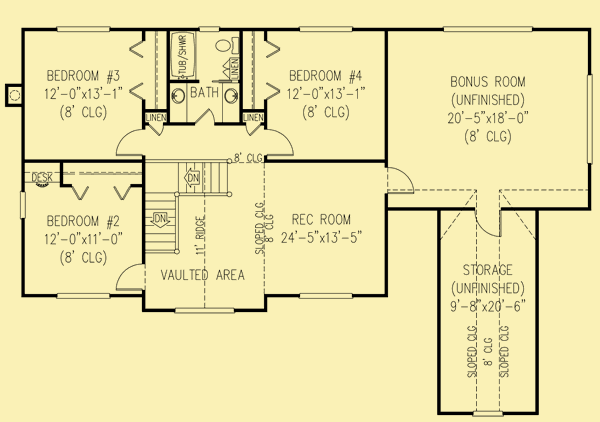 BEDROOM #3
12'-0"x13'-1"
(8' CLG)
TUB/SHWR
LINEN
BATH
LINEN
LINEN
BEDROOM #4
12'-0"x13'-1"
(8' CLG)
BONUS ROOM
(UNFINISHED)
20'-5"x18'-0"
(8' CLG)
8' CLG
DESK
DN
DN
BEDROOM #2
12'-0"x11'-0"
(8' CLG)
11' RIDGE
SLOPED CLG
8' CLG
REC ROOM
24'-5"x13'-5"
VAULTED AREA
STORAGE
(UNFINISHED)
9'-8"x20'-6"
SLOPED CLG
8' CLG
SLOPED CLG